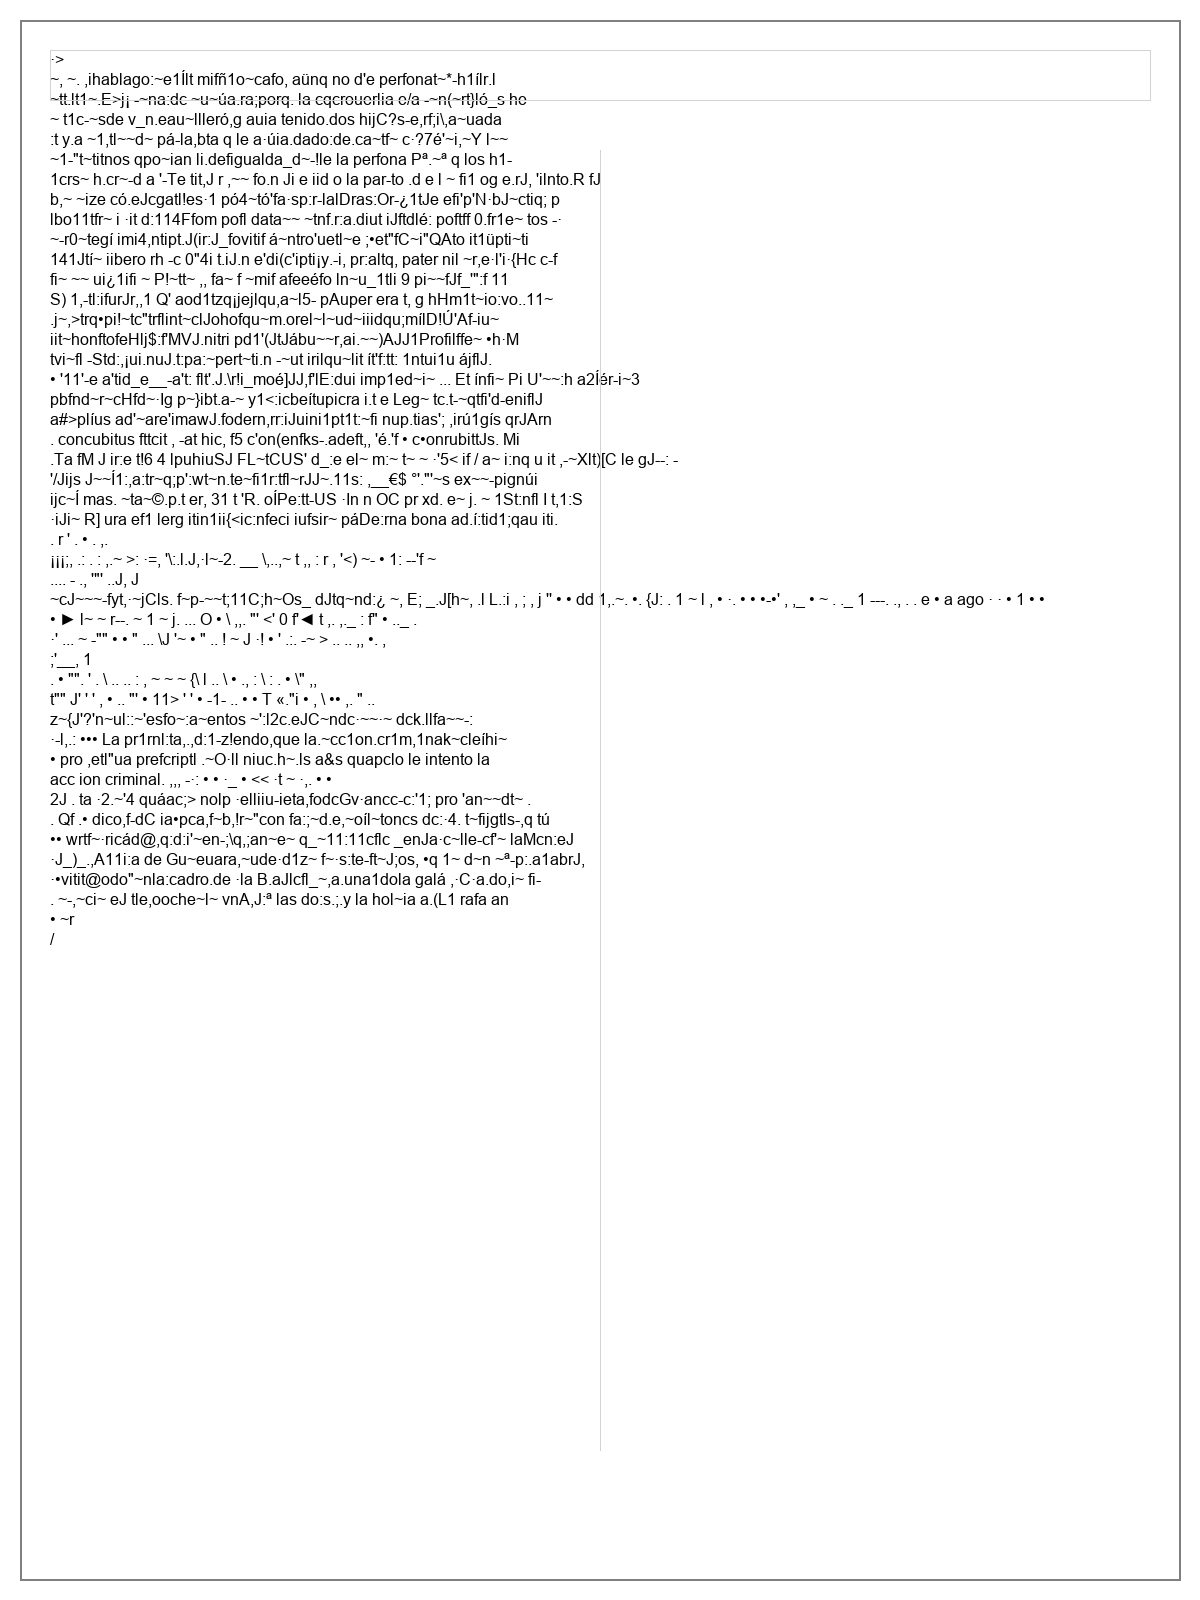 ·>
~, ~. ,ihablago:~e1Ílt mifñ1o~cafo, aünq no d'e perfonat~*-h1ílr.l
~tt.lt1~.E>j¡ -~na:dc ~u~úa.ra;porq. la cqcrouerlia e/a -~n(~rt}ló_s ho
~ t1c-~sde v_n.eau~llleró,g auia tenido.dos hijC?s-e,rf;i\,a~uada
:t y.a ~1,tl~~d~ pá-la,bta q le a·úia.dado:de.ca~tf~ c·?7é'~i,~Y l~~
~1-"t~titnos qpo~ian li.defigualda_d~-!le la perfona Pª.~ª q los h1-
1crs~ h.cr~-d a '-Te tit,J r ,~~ fo.n Ji e iid o la par-to .d e l ~ fi1 og e.rJ, 'ilnto.R fJ
b,~ ~ize có.eJcgatl!es·1 pó4~tó'fa·sp:r-lalDras:Or-¿1tJe efi'p'N·bJ~ctiq; p
lbo11tfr~ i ·it d:114Ffom pofl data~~ ~tnf.r:a.diut iJftdlé: poftff 0.fr1e~ tos -·
~-r0~tegí imi4,ntipt.J(ir:J_fovitif á~ntro'uetl~e ;•et"fC~i"QAto it1üpti~ti
141Jtí~ iibero rh -c 0"4i t.iJ.n e'di(c'ipti¡y.-i, pr:altq, pater nil ~r,e·l'i·{Hc c-f
fi~ ~~ ui¿1ifi ~ P!~tt~ ,, fa~ f ~mif afeeéfo ln~u_1tli 9 pi~~fJf_'":f 11
S) 1,-tl:ifurJr,,1 Q' aod1tzq¡jejlqu,a~l5- pAuper era t, g hHm1t~io:vo..11~
.j~,>trq•pi!~tc"trflint~clJohofqu~m.orel~l~ud~iiidqu;mílD!Ú'Af-iu~
iit~honftofeHlj$:f'MVJ.nitri pd1'(JtJábu~~r,ai.~~)AJJ1Profilffe~ •h·M
tvi~fl -Std:,¡ui.nuJ.t:pa:~pert~ti.n -~ut irilqu~lit ít'f:tt: 1ntui1u ájflJ.
• '11'-e a'tid_e__-a't: flt'.J.\r!i_moé]JJ,f'lE:dui imp1ed~i~ ... Et ínfi~ Pi U'~~:h a2Íér-i~3
pbfnd~r~cHfd~·Ig p~}ibt.a-~ y1<:icbeítupicra i.t e Leg~ tc.t-~qtfi'd-eniflJ
a#>plíus ad'~are'imawJ.fodern,rr:iJuini1pt1t:~fi nup.tias'; ,irú1gís qrJArn
. concubitus fttcit , -at hic, f5 c'on(enfks-.adeft,, 'é.'f • c•onrubittJs. Mi
.Ta fM J ir:e t!6 4 lpuhiuSJ FL~tCUS' d_:e el~ m:~ t~ ~ ·'5< if / a~ i:nq u it ,-~Xlt)[C le gJ--: -
'/Jijs J~~Í1:,a:tr~q;p':wt~n.te~fi1r:tfl~rJJ~.11s: ,__€$ °'."'~s ex~~-pignúi
ijc~Í mas. ~ta~©.p.t er, 31 t 'R. oÍPe:tt-US ·In n OC pr xd. e~ j. ~ 1St:nfl I t,1:S
·iJi~ R] ura ef1 lerg itin1ii{<ic:nfeci iufsir~ páDe:rna bona ad.í:tid1;qau iti.
. r ' . • . ,.
¡¡¡;,, .: . : ,.~ >: ·=, '\:.l.J,·l~-2. __ \,..,~ t ,, : r , '<) ~- • 1: --'f ~
.... - ., '"' ..J, J
~cJ~~~-fyt,·~jCls. f~p-~~t;11C;h~Os_ dJtq~nd:¿ ~, E; _.J[h~, .l L.:i , ; , j " • • dd 1,.~. •. {J: . 1 ~ l , • ·. • • •-•' , ,_ • ~ . ._ 1 ---. ., . . e • a ago · · • 1 • •
• ► l~ ~ r--. ~ 1 ~ j. ... O • \ ,,. "' <' 0 f'◄ t ,. ,._ : f" • .._ .
·' ... ~ -"" • • " ... \J '~ • " .. ! ~ J ·! • ' .:. -~ > .. .. ,, •. ,
;'__, 1
. • "". ' . \ .. .. : , ~ ~ ~ {\ l .. \ • ., : \ : . • \" ,,
t"" J' ' ' , • .. "' • 11> ' ' • -1- .. • • T «."i • , \ •• ,. " ..
z~{J'?'n~ul::~'esfo~:a~entos ~':l2c.eJC~ndc·~~·~ dck.llfa~~-:
·-l,.: ••• La pr1rnl:ta,.,d:1-z!endo,que la.~cc1on.cr1m,1nak~cleíhi~
• pro ,etl"ua prefcriptl .~O·ll niuc.h~.ls a&s quapclo le intento la
acc ion criminal. ,,, -·: • • ·_ • << ·t ~ ·,. • •
2J . ta ·2.~'4 quáac;> nolp ·elliiu-ieta,fodcGv·ancc-c:'1; pro 'an~~dt~ .
. Qf .• dico,f-dC ia•pca,f~b,!r~"con fa:;~d.e,~oíl~toncs dc:·4. t~fijgtls-,q tú
•• wrtf~·ricád@,q:d:i'~en-;\q,;an~e~ q_~11:11cflc _enJa·c~lle-cf'~ laMcn:eJ
·J_)_.,A11i:a de Gu~euara,~ude·d1z~ f~·s:te-ft~J;os, •q 1~ d~n ~ª-p:.a1abrJ,
·•vitit@odo"~nla:cadro.de ·la B.aJlcfl_~,a.una1dola galá ,·C·a.do,i~ fi-
. ~-,~ci~ eJ tle,ooche~l~ vnA,J:ª las do:s.;.y la hol~ia a.(L1 rafa an
• ~r
/